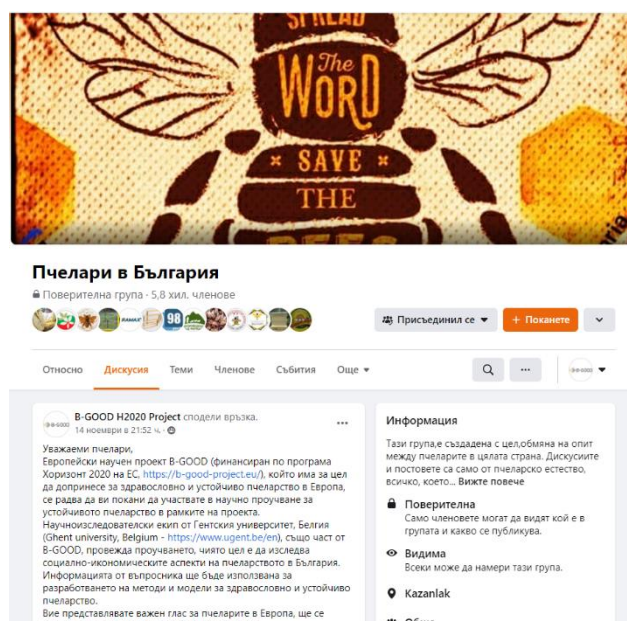 SPREAD
The
WORD
SAVE
THE
BEES
Пчелари в България
Поверителна група · 5,8 хил. членове
98
Присъединил се
+ Поканете
Относно
Дискусия
Теми
Членове
Събития
Още
B-GOOD H2020 Project сподели връзка.
14 ноември в 21:52 ч. ·
Уважаеми пчелари,
Европейски научен проект B-GOOD (финансиран по програма
Хоризонт 2020 на ЕС, https://b-good-project.eu/), който има за цел
да допринесе за здравословно и устойчиво пчеларство в Европа,
се радва да ви покани да участвате в научно проучване за
устойчивото пчеларство в рамките на проекта.
Научноизследователски екип от Гентския университет, Белгия
(Ghent university, Belgium - https://www.ugent.be/en), също част от
B-GOOD, провежда проучването, чиято цел е да изследва
социално-икономическите аспекти на пчеларството в България.
Информацията от въпросника ще бъде използвана за
разработването на методи и модели за здравословно и устойчиво
пчеларство.
Вие представлявате важен глас за пчеларите в Европа, ще се
Информация
Тази група,е създадена с цел,обмяна на опит
между пчеларите в цялата страна. Дискусиите
и постовете са само от пчеларско естество,
всичко, което... Вижте повече
Поверителна
Само членовете могат да видят кой е в
групата и какво се публикува.
Видима
Всеки може да намери тази група.
Kazanlak